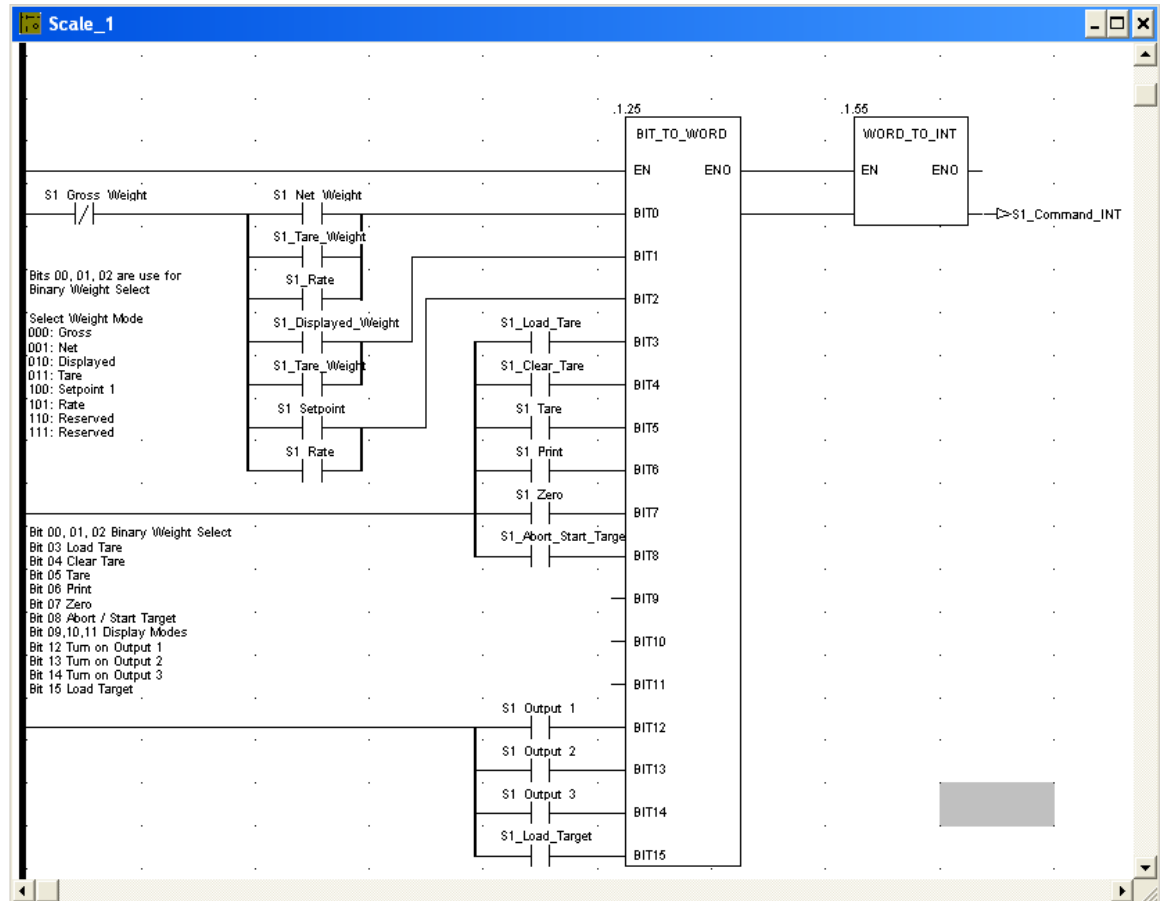 Scale_1
.1.25
.1.55
BIT_TO_WORD
WORD_TO_INT
EN ENO
EN ENO
S1 Gross Weight
S1 Net Weight
BIT0
S1_Command_INT
S1_Tare_Weight
BIT1
Bits 00, 01, 02 are use for
Binary Weight Select
S1_Rate
BIT2
Select Weight Mode
000: Gross
001: Net
010: Displayed
011: Tare
100: Setpoint 1
101: Rate
110: Reserved
111: Reserved
S1_Displayed_Weight
S1_Load_Tare
BIT3
S1_Tare_Weight
S1_Clear_Tare
BIT4
S1 Setpoint
S1 Tare
BIT5
S1 Rate
S1 Print
BIT6
S1 Zero
BIT7
Bit 00, 01, 02 Binary Weight Select
Bit 03 Load Tare
Bit 04 Clear Tare
Bit 05 Tare
Bit 06 Print
Bit 07 Zero
Bit 08 Abort / Start Target
Bit 09,10,11 Display Modes
Bit 12 Turn on Output 1
Bit 13 Turn on Output 2
Bit 14 Turn on Output 3
Bit 15 Load Target
S1_Abort_Start_Targe
BIT8
BIT9
BIT10
BIT11
S1 Output 1
BIT12
S1 Output 2
BIT13
S1 Output 3
BIT14
S1_Load_Target
BIT15